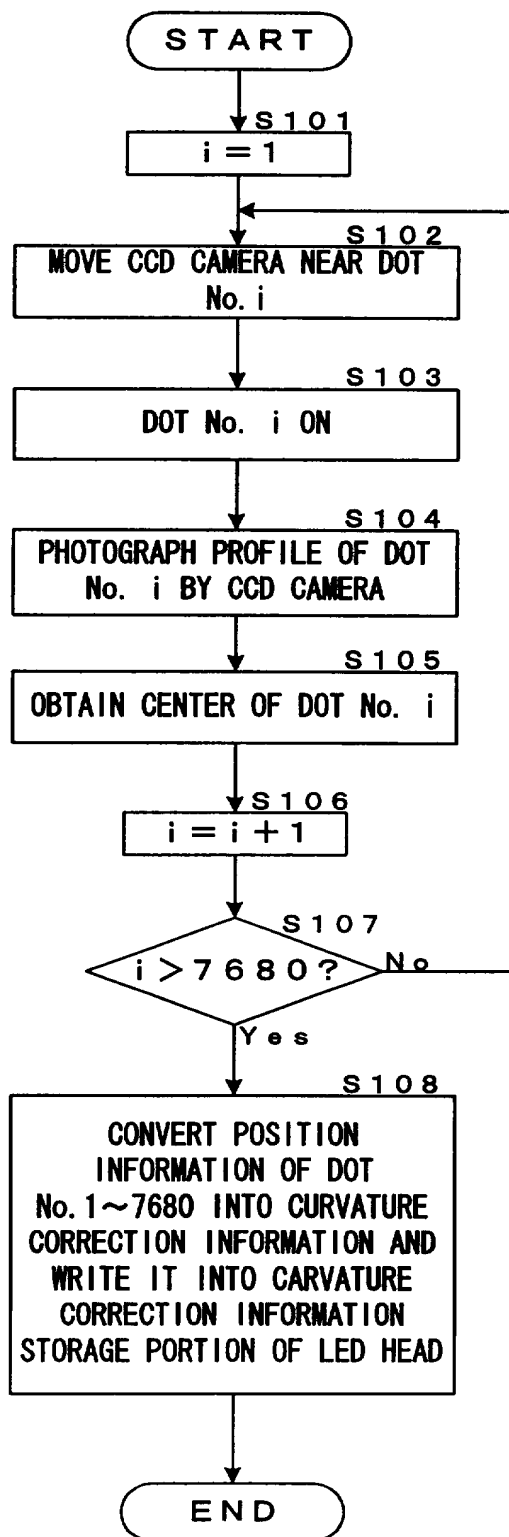 START
S101
i=1
S102
MOVE CCD CAMERA NEAR DOT
No. i
S103
DOT No. i ON
S104
PHOTOGRAPH PROFILE OF DOT
No. i BY CCD CAMERA
S105
OBTAIN CENTER OF DOT No. i
S106
i=i+1
S107
i>7680?
No
Yes
S108
CONVERT POSITION
INFORMATION OF DOT
No.1~7680 INTO CURVATURE
CORRECTION INFORMATION AND
WRITE IT INTO CARVATURE
CORRECTION INFORMATION
STORAGE PORTION OF LED HEAD
END